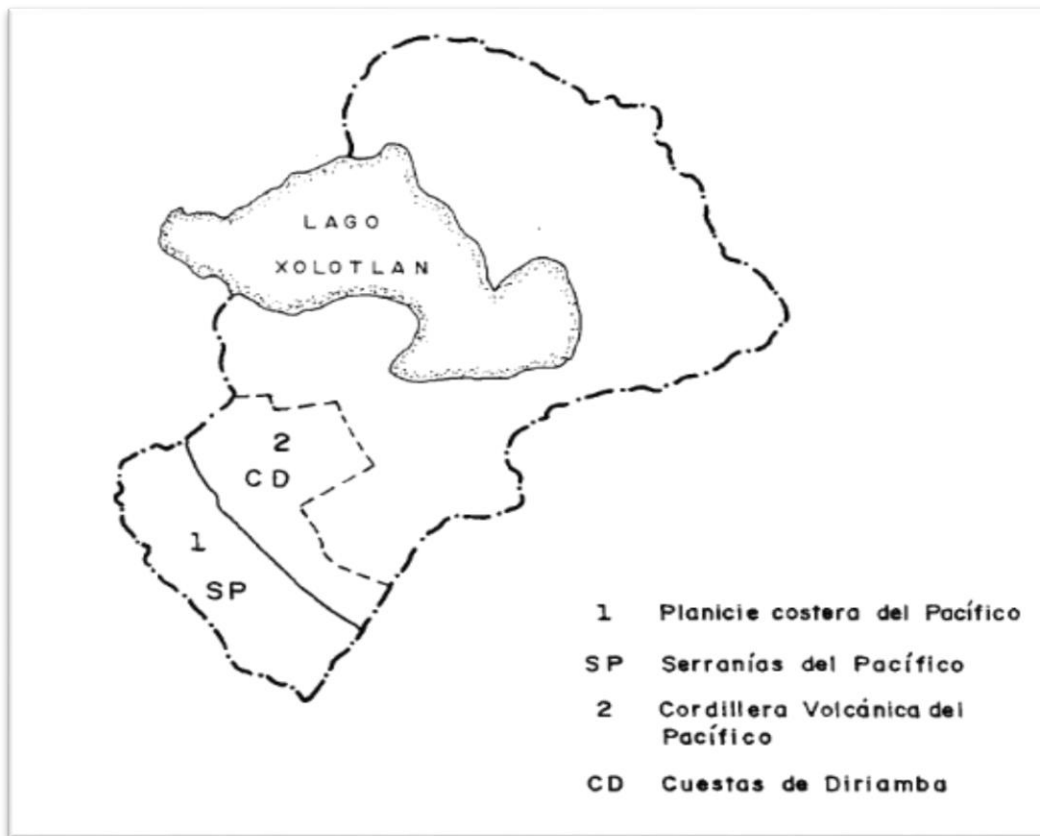 LAGO
XOLOTLAN
2
CD
1
SP
1 Planicie costera del Pacífico
SP Serranías del Pacífico
2 Cordillera Volcánica del
Pacífico
CD Cuestas de Diriamba